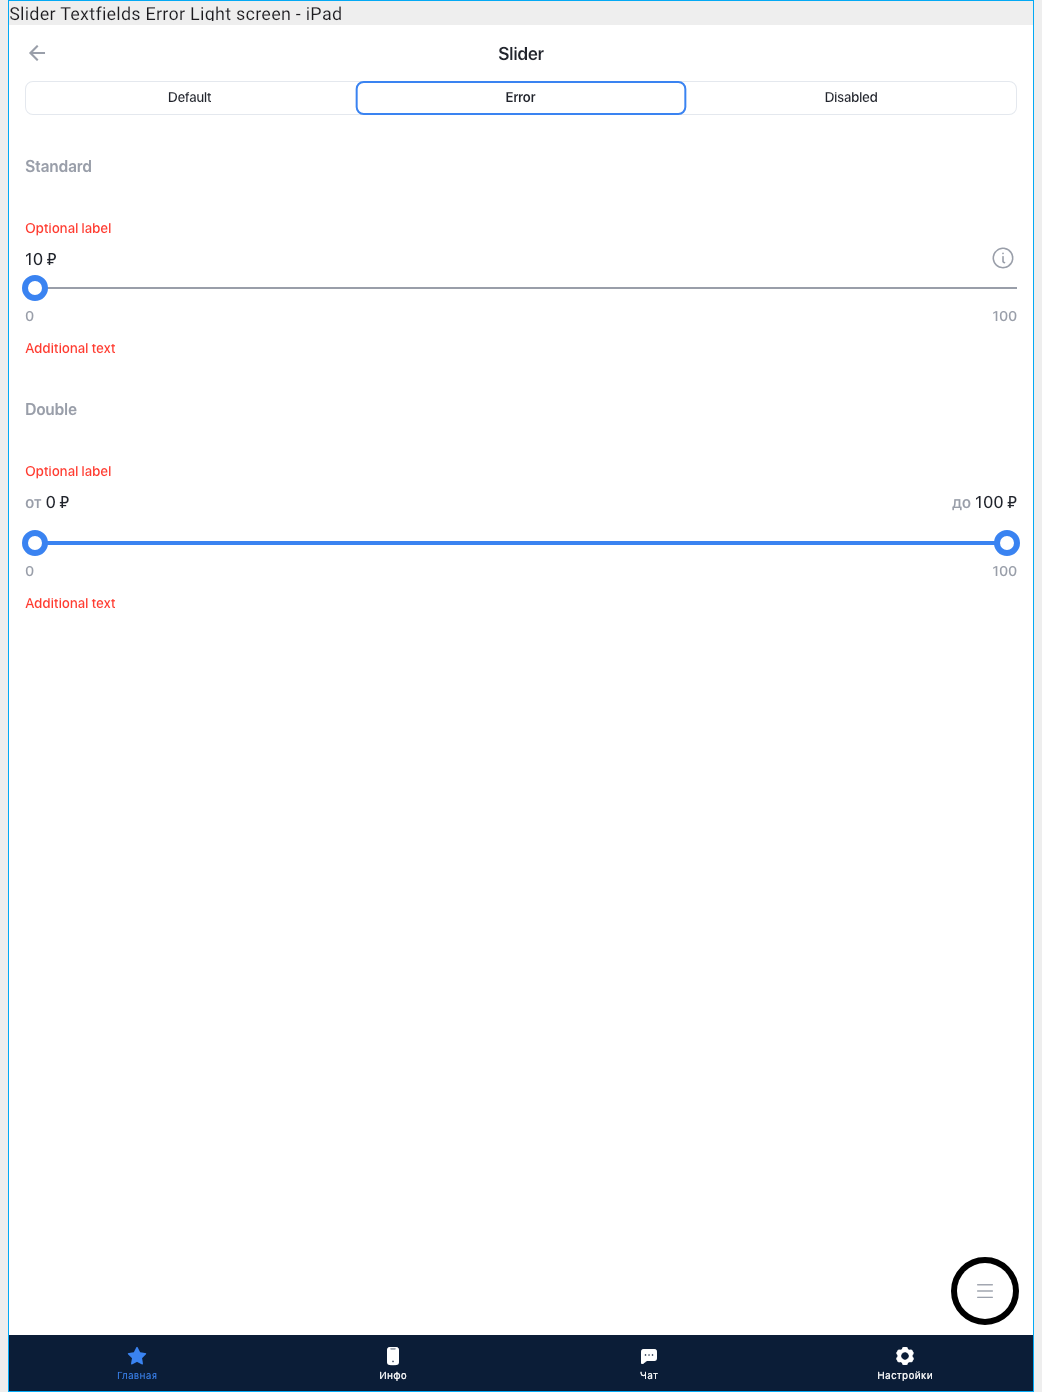 Slider Textfields Error Light screen - iPad
Slider
Default Error Disabled
Standard
Optional label
10 ₽
0 100
Additional text
Double
Optional label
от 0 ₽ до 100 ₽
0 100
Additional text
Главная Инфо Чат Настройки